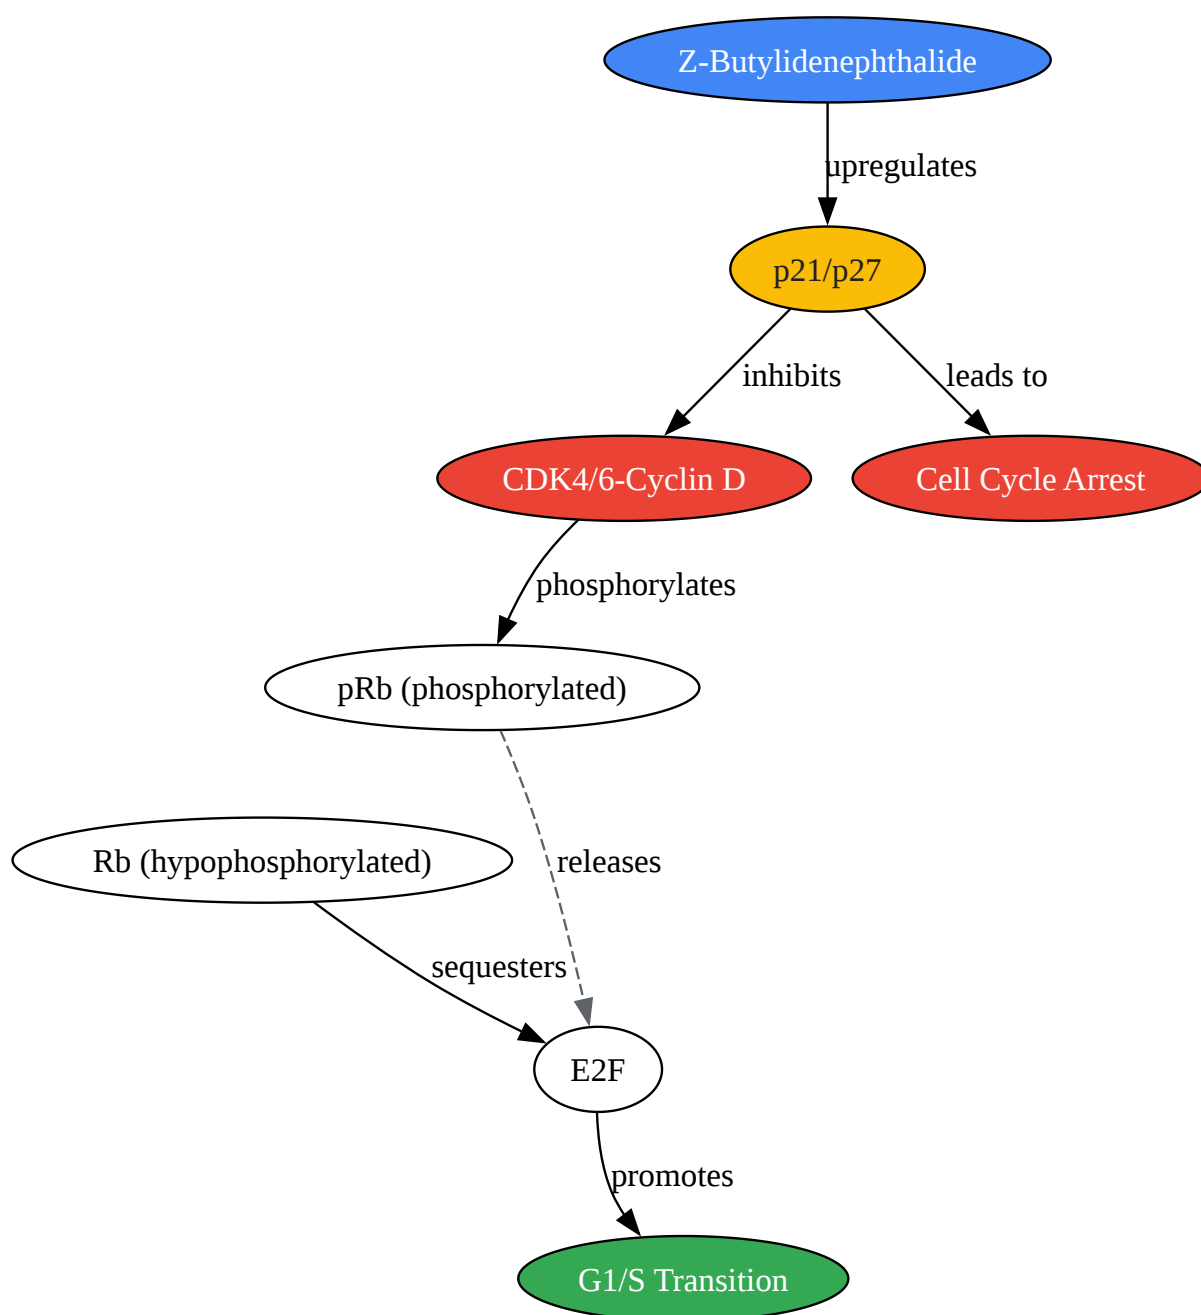 Z-Butylidenephthalide
upregulates
p21/p27
inhibits
leads to
CDK4/6-Cyclin D
Cell Cycle Arrest
phosphorylates
pRb (phosphorylated)
Rb (hypophosphorylated)
releases
sequesters
E2F
promotes
G1/S Transition